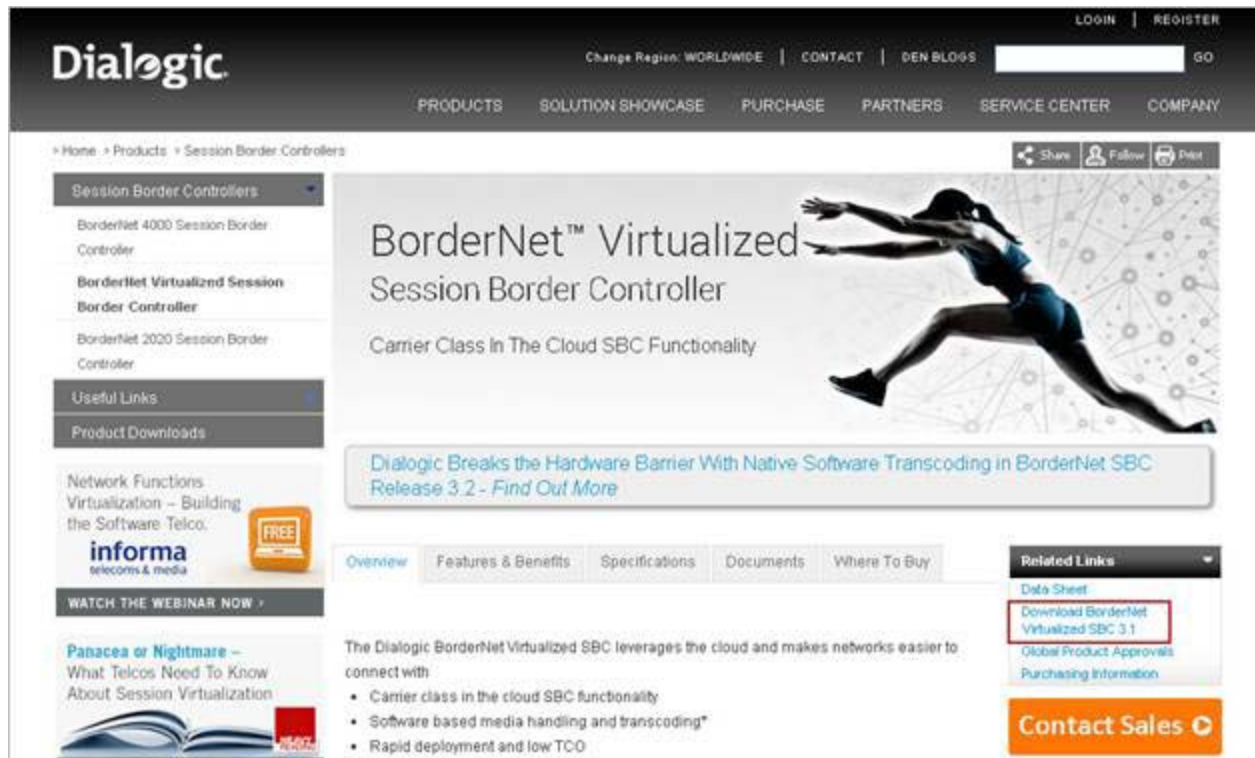 LOGIN | REGISTER
Dialogic
Change Region: WORLDWIDE | CONTACT | DEN BLOGS
GO
PRODUCTS SOLUTION SHOWCASE PURCHASE PARTNERS SERVICE CENTER COMPANY
» Home » Products » Session Border Controllers
Share Follow Print
Session Border Controllers
BorderNet 4000 Session Border
Controller
BorderNet Virtualized Session
Border Controller
BorderNet 2020 Session Border
Controller
Useful Links
Product Downloads
BorderNet™ Virtualized
Session Border Controller
Carrier Class In The Cloud SBC Functionality
Dialogic Breaks the Hardware Barrier With Native Software Transcoding in BorderNet SBC
Release 3.2 - Find Out More
Network Functions
Virtualization – Building
the Software Telco.
FREE
informa
telecoms & media
WATCH THE WEBINAR NOW ›
Panacea or Nightmare –
What Telcos Need To Know
About Session Virtualization
HEAVY
READING
Overview Features & Benefits Specifications Documents Where To Buy
The Dialogic BorderNet Virtualized SBC leverages the cloud and makes networks easier to
connect with
• Carrier class in the cloud SBC functionality
• Software based media handling and transcoding*
• Rapid deployment and low TCO
Related Links
Data Sheet
Download BorderNet
Virtualized SBC 3.1
Global Product Approvals
Purchasing Information
Contact Sales